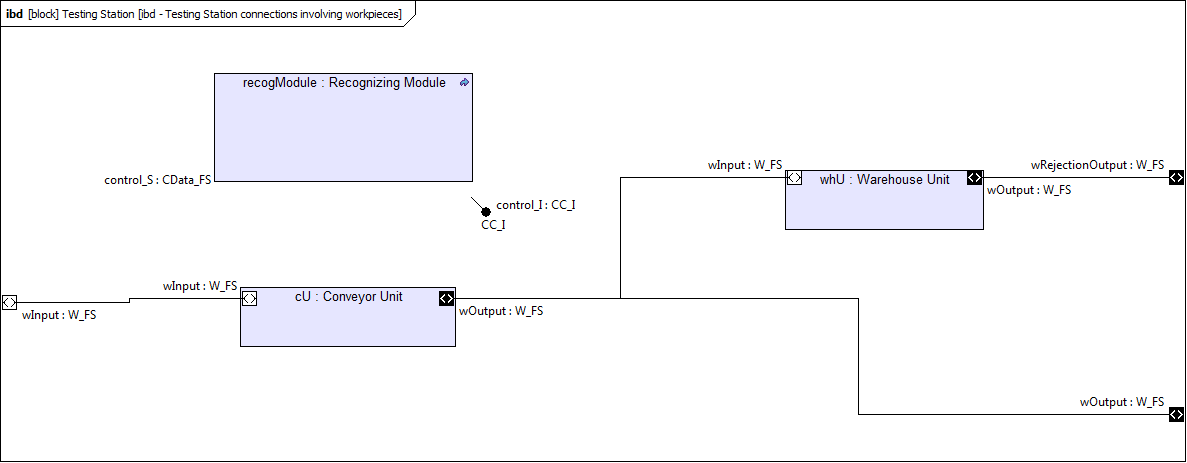 ibd [block] Testing Station [ibd - Testing Station connections involving workpieces]
recogModule : Recognizing Module
control_S : CData_FS
control_I : CC_I
CC_I
wInput : W_FS
whU : Warehouse Unit
wRejectionOutput : W_FS
wOutput : W_FS
wInput : W_FS
cU : Conveyor Unit
wOutput : W_FS
wInput : W_FS
wOutput : W_FS